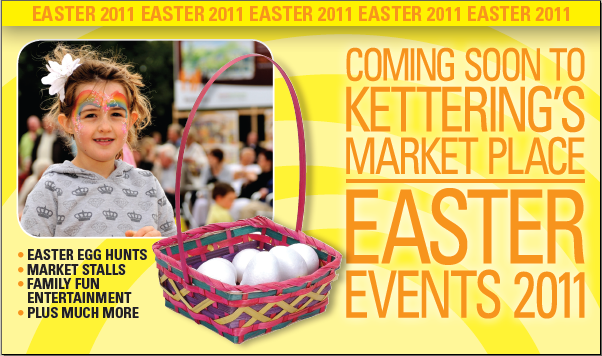 EASTER 2011 EASTER 2011 EASTER 2011 EASTER 2011 EASTER 2011
COMING SOON TO
KETTERING'S
MARKET PLACE
EASTER
EVENTS 2011
• EASTER EGG HUNTS
• MARKET STALLS
• FAMILY FUN
ENTERTAINMENT
• PLUS MUCH MORE